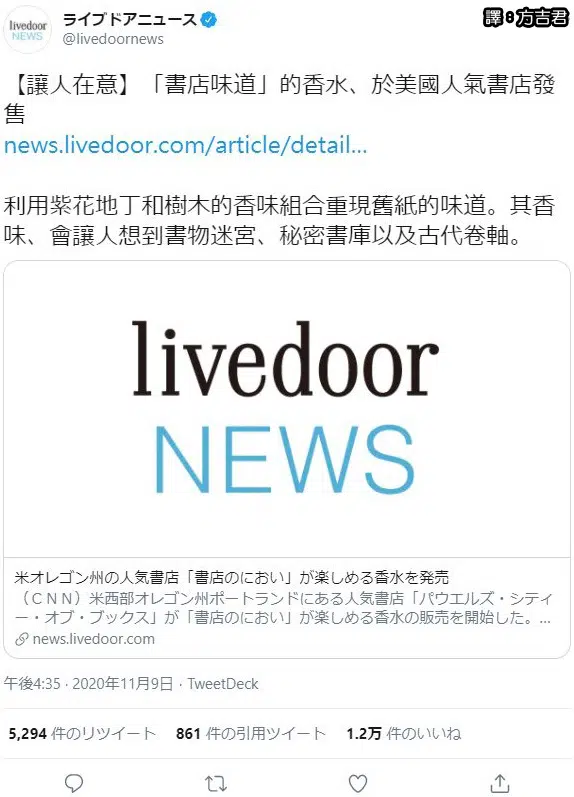 livedoor
NEWS
ライブドアニュース
@livedoornews
譯:方吉君
【讓人在意】「書店味道」的香水、於美國人氣書店發
售
news.livedoor.com/article/detail...
利用紫花地丁和樹木的香味組合重現舊紙的味道。其香
味、會讓人想到書物迷宮、秘密書庫以及古代卷軸。
livedoor
NEWS
米オレゴン州の人気書店「書店のにおい」が楽しめる香水を発売
（ＣＮＮ）米西部オレゴン州ポートランドにある人気書店「パウエルズ・シティ
ー・オブ・ブックス」が「書店のにおい」が楽しめる香水の販売を開始した。...
news.livedoor.com
午後4:35 · 2020年11月9日 · TweetDeck
5,294 件のリツイート 861 件の引用ツイート 1.2万 件のいいね